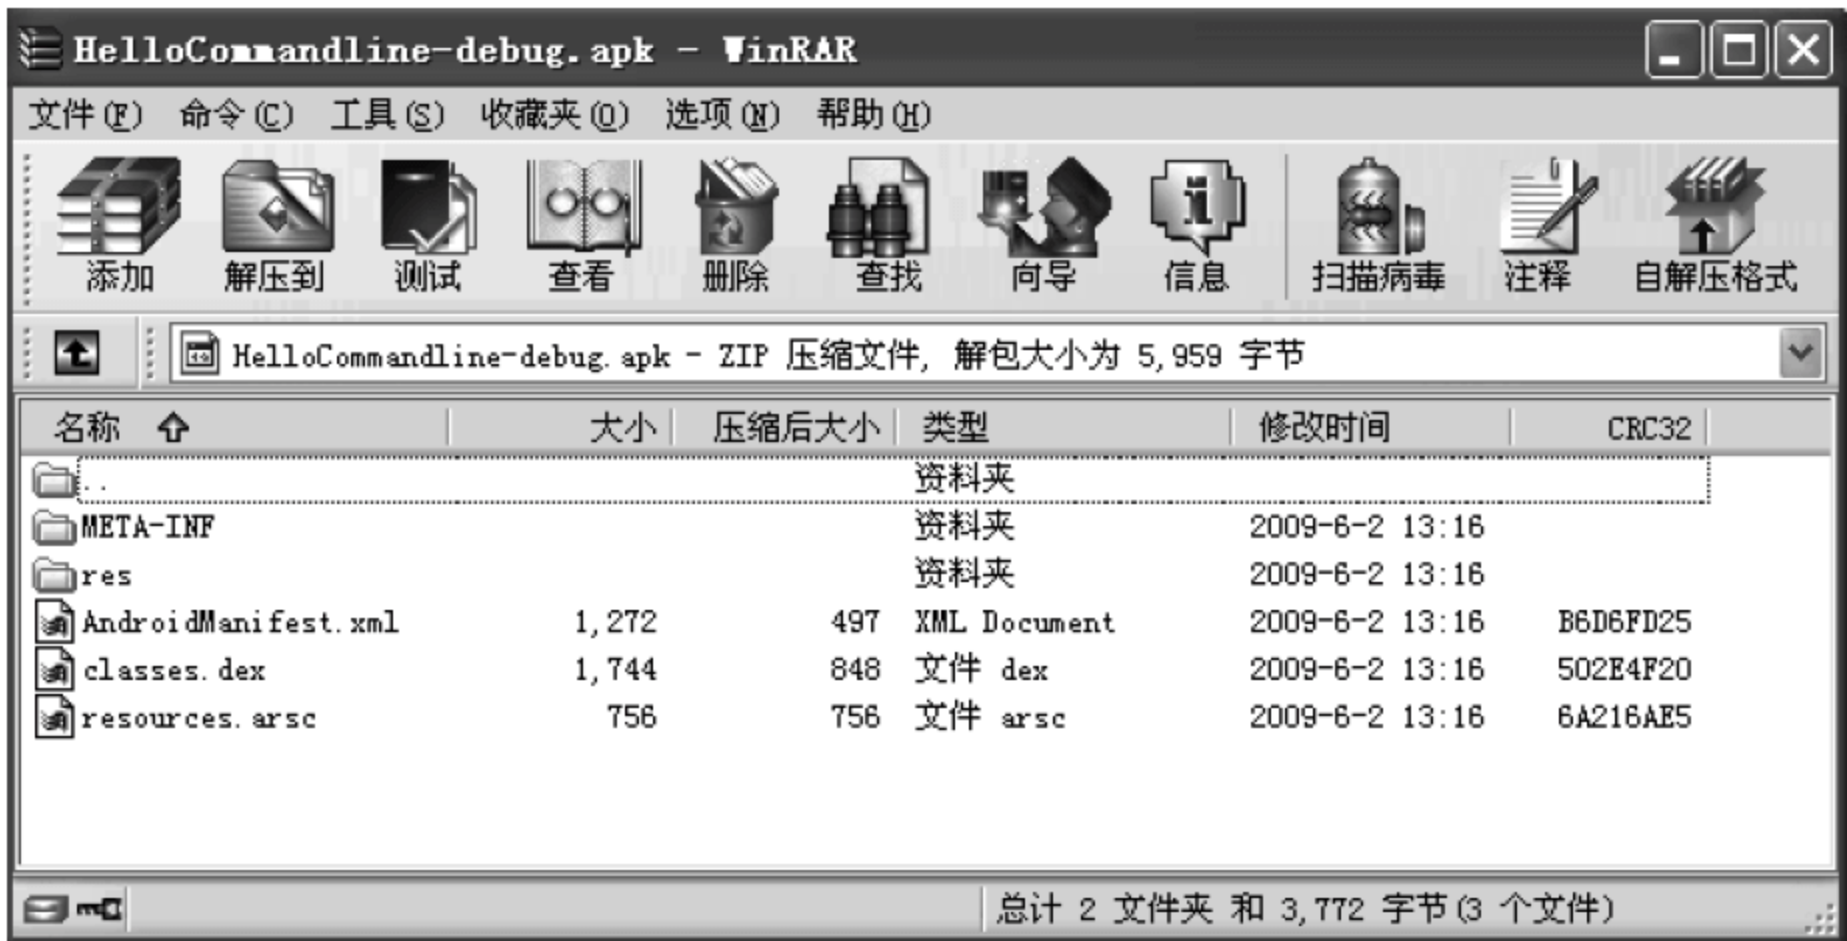 HelloCommandline-debug.apk - WinRAR
文件(F) 命令(C) 工具(S) 收藏夹(O) 选项(N) 帮助(H)
添加 解压到 测试 查看 删除 查找 向导 信息 扫描病毒 注释 自解压格式
HelloCommandline-debug.apk - ZIP 压缩文件, 解包大小为 5,959 字节
名称 大小 压缩后大小 类型 修改时间 CRC32
.. 资料夹
META-INF 资料夹 2009-6-2 13:16
res 资料夹 2009-6-2 13:16
AndroidManifest.xml 1,272 497 XML Document 2009-6-2 13:16 B6D6FD25
classes.dex 1,744 848 文件 dex 2009-6-2 13:16 502E4F20
resources.arsc 756 756 文件 arsc 2009-6-2 13:16 6A216AE5
总计 2 文件夹 和 3,772 字节(3 个文件)